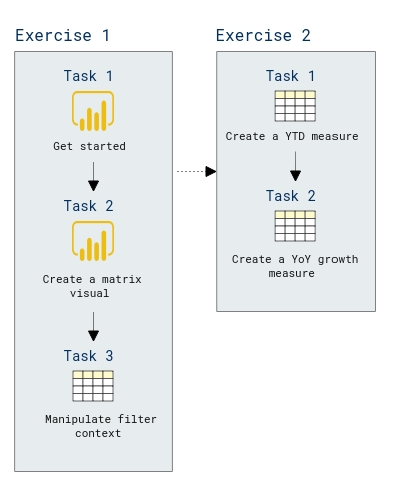 Exercise 1
Task 1
Get started
Task 2
Create a matrix
visual
Task 3
Manipulate filter
context
Exercise 2
Task 1
Create a YTD measure
Task 2
Create a YoY growth
measure